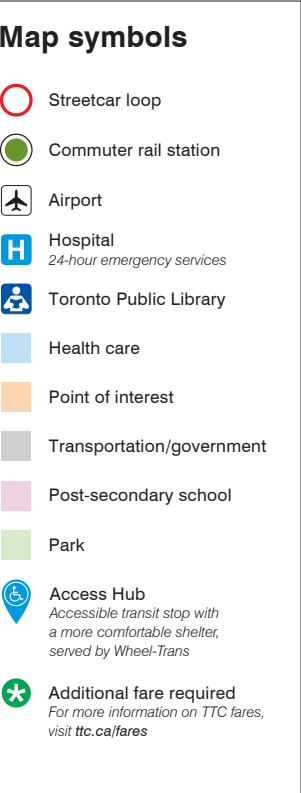 Map symbols
Streetcar loop
Commuter rail station
Airport
H
Hospital
24-hour emergency services
Toronto Public Library
Health care
Point of interest
Transportation/government
Post-secondary school
Park
Access Hub
Accessible transit stop with
a more comfortable shelter,
served by Wheel-Trans
Additional fare required
For more information on TTC fares,
visit ttc.ca/fares